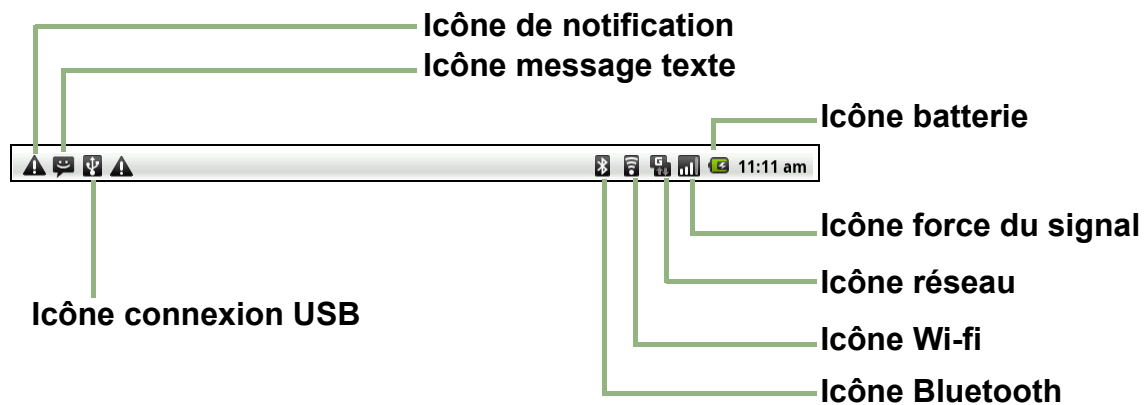 Icône de notification
Icône message texte
Icône batterie
11:11 am
Icône force du signal
Icône réseau
Icône connexion USB
Icône Wi-fi
Icône Bluetooth